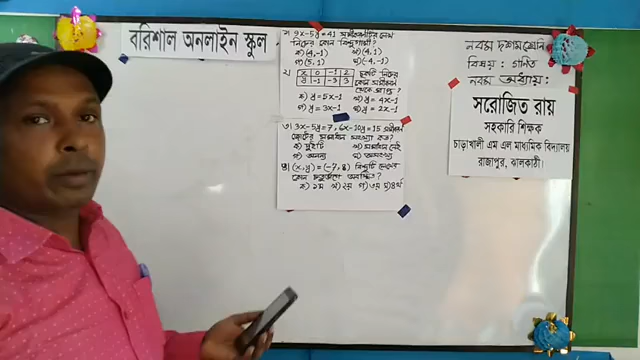 বরিশাল অনলাইন স্কুল
১। 9x-5y=41 সমীকরণটির লেখ
নিচের কোন বিন্দুগামী?
ক) (4,-1) খ) (4,1)
গ) (5,1) ঘ) (-4,-1)
২।
x 0 -1 2
y -1
ছকটি নিচের
কোন সমীকরণ
থেকে প্রাপ্ত?
ক) y=5x-1 খ) y=4x-1
গ) y=3x-1 ঘ) y=2x-1
৩। 3x-5y=7, 6x-10y=15 সমীকরণ
জোটের সমাধান সংখ্যা কত?
ক) দুইটি খ) সমাধান নেই
গ) অনন্য ঘ) অসংখ্য
৪। (x,y)=(-7,8) বিন্দুটি
কোন চতুর্ভাগে অবস্থিত?
ক) ১ম খ) ২য় গ) ৩য় ঘ) ৪র্থ
নবম দশম শ্রেণি
বিষয় : গণিত
নবম অধ্যায়:
সরোজিত রায়
সহকারি শিক্ষক
চাড়াখালী এম এল মাধ্যমিক বিদ্যালয়
রাজাপুর, ঝালকাঠী।